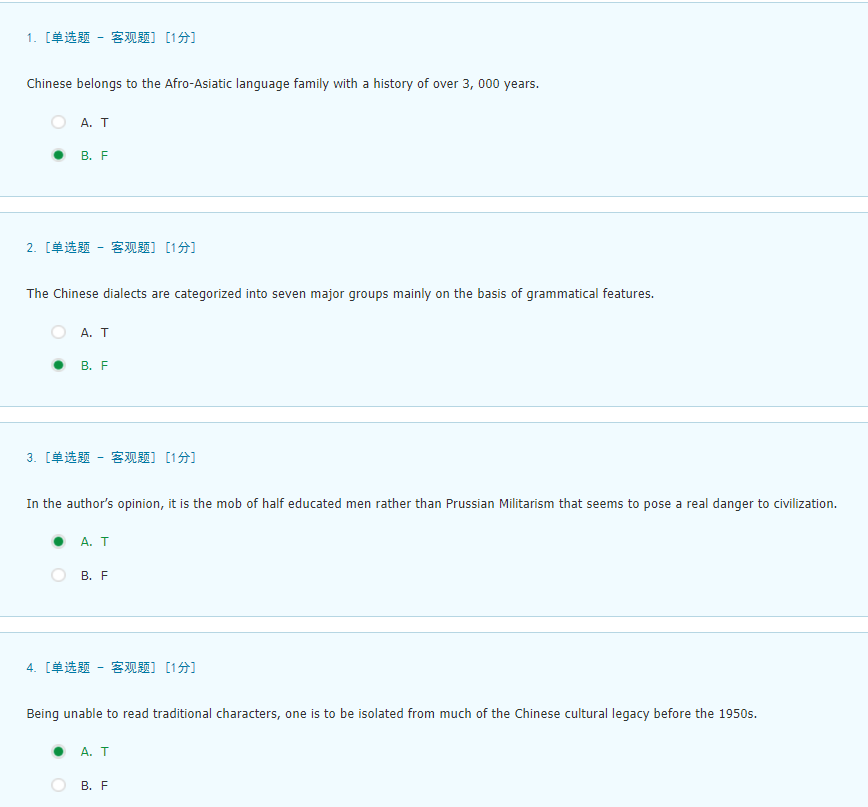 1. [单选题 - 客观题] [1分]
Chinese belongs to the Afro-Asiatic language family with a history of over 3, 000 years.
A. T
B. F
2. [单选题 - 客观题] [1分]
The Chinese dialects are categorized into seven major groups mainly on the basis of grammatical features.
A. T
B. F
3. [单选题 - 客观题] [1分]
In the author’s opinion, it is the mob of half educated men rather than Prussian Militarism that seems to pose a real danger to civilization.
A. T
B. F
4. [单选题 - 客观题] [1分]
Being unable to read traditional characters, one is to be isolated from much of the Chinese cultural legacy before the 1950s.
A. T
B. F